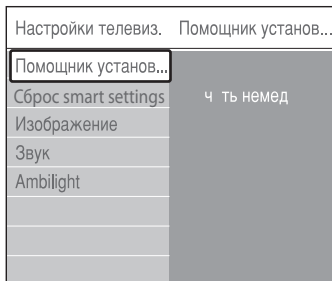 Настройки телевиз. Помощник установ...
Помощник установ...
Сброс smart settings
ч ть немед
Изображение
Звук
Ambilight